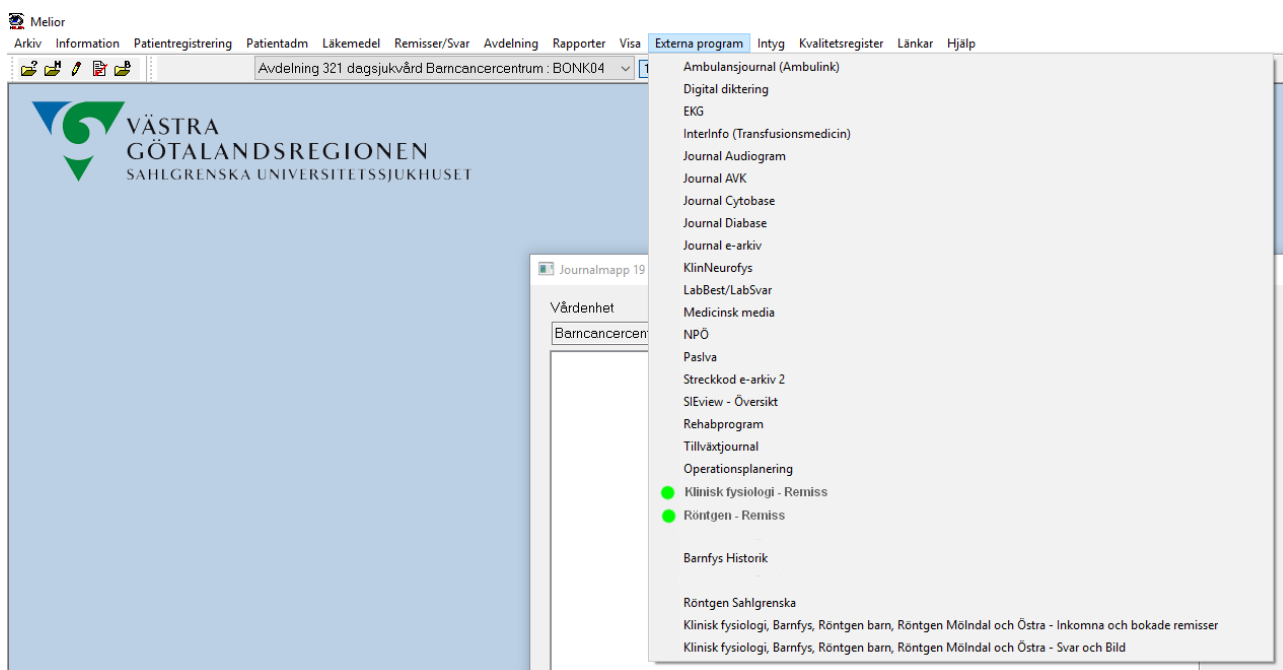 Melior
Arkiv Information Patientregistrering Patientadm Läkemedel Remisser/Svar Avdelning Rapporter Visa Externa program Intyg Kvalitetsregister Länkar Hjälp
Avdelning 321 dagsjukvård Barncancercentrum : BONK04
VÄSTRA
GÖTALANDSREGIONEN
SAHLGRENSKA UNIVERSITETSSJUKHUSET
Journalmapp 19
Vårdenhet
Barncancercen
Ambulansjournal (Ambulink)
Digital diktering
EKG
InterInfo (Transfusionsmedicin)
Journal Audiogram
Journal AVK
Journal Cytobase
Journal Diabase
Journal e-arkiv
KlinNeurofys
LabBest/LabSvar
Medicinsk media
NPÖ
PasIva
Streckkod e-arkiv 2
SIEview - Översikt
Rehabprogram
Tillväxtjournal
Operationsplanering
Klinisk fysiologi - Remiss
Röntgen - Remiss
Barnfys Historik
Röntgen Sahlgrenska
Klinisk fysiologi, Barnfys, Röntgen barn, Röntgen Mölndal och Östra - Inkomna och bokade remisser
Klinisk fysiologi, Barnfys, Röntgen barn, Röntgen Mölndal och Östra - Svar och Bild